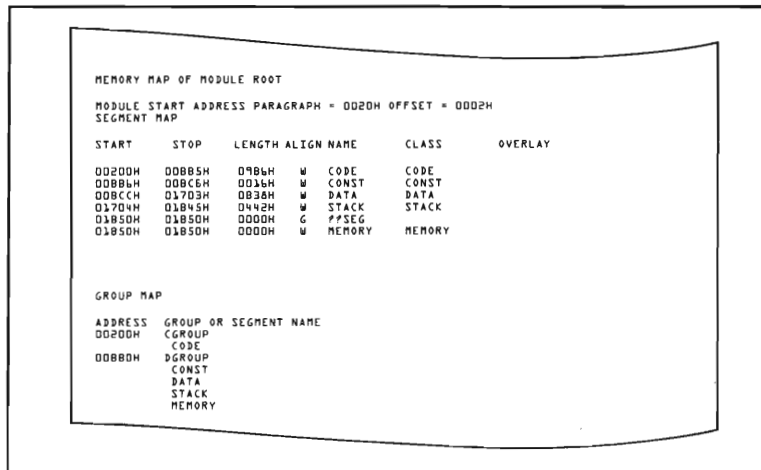 MEMORY MAP OF MODULE ROOT
MODULE START ADDRESS PARAGRAPH = 0020H OFFSET = 0002H
SEGMENT MAP
START STOP LENGTH ALIGN NAME CLASS OVERLAY
00200H 00BB5H 09B6H W CODE CODE
00BB6H 00BC6H 0016H W CONST CONST
00BCCH 01703H 0B38H W DATA DATA
01704H 01B45H 0442H W STACK STACK
01B50H 01B50H 0000H G ??SEG
01B50H 01B50H 0000H W MEMORY MEMORY
GROUP MAP
ADDRESS GROUP OR SEGMENT NAME
00200H CGROUP
CODE
00BB0H DGROUP
CONST
DATA
STACK
MEMORY